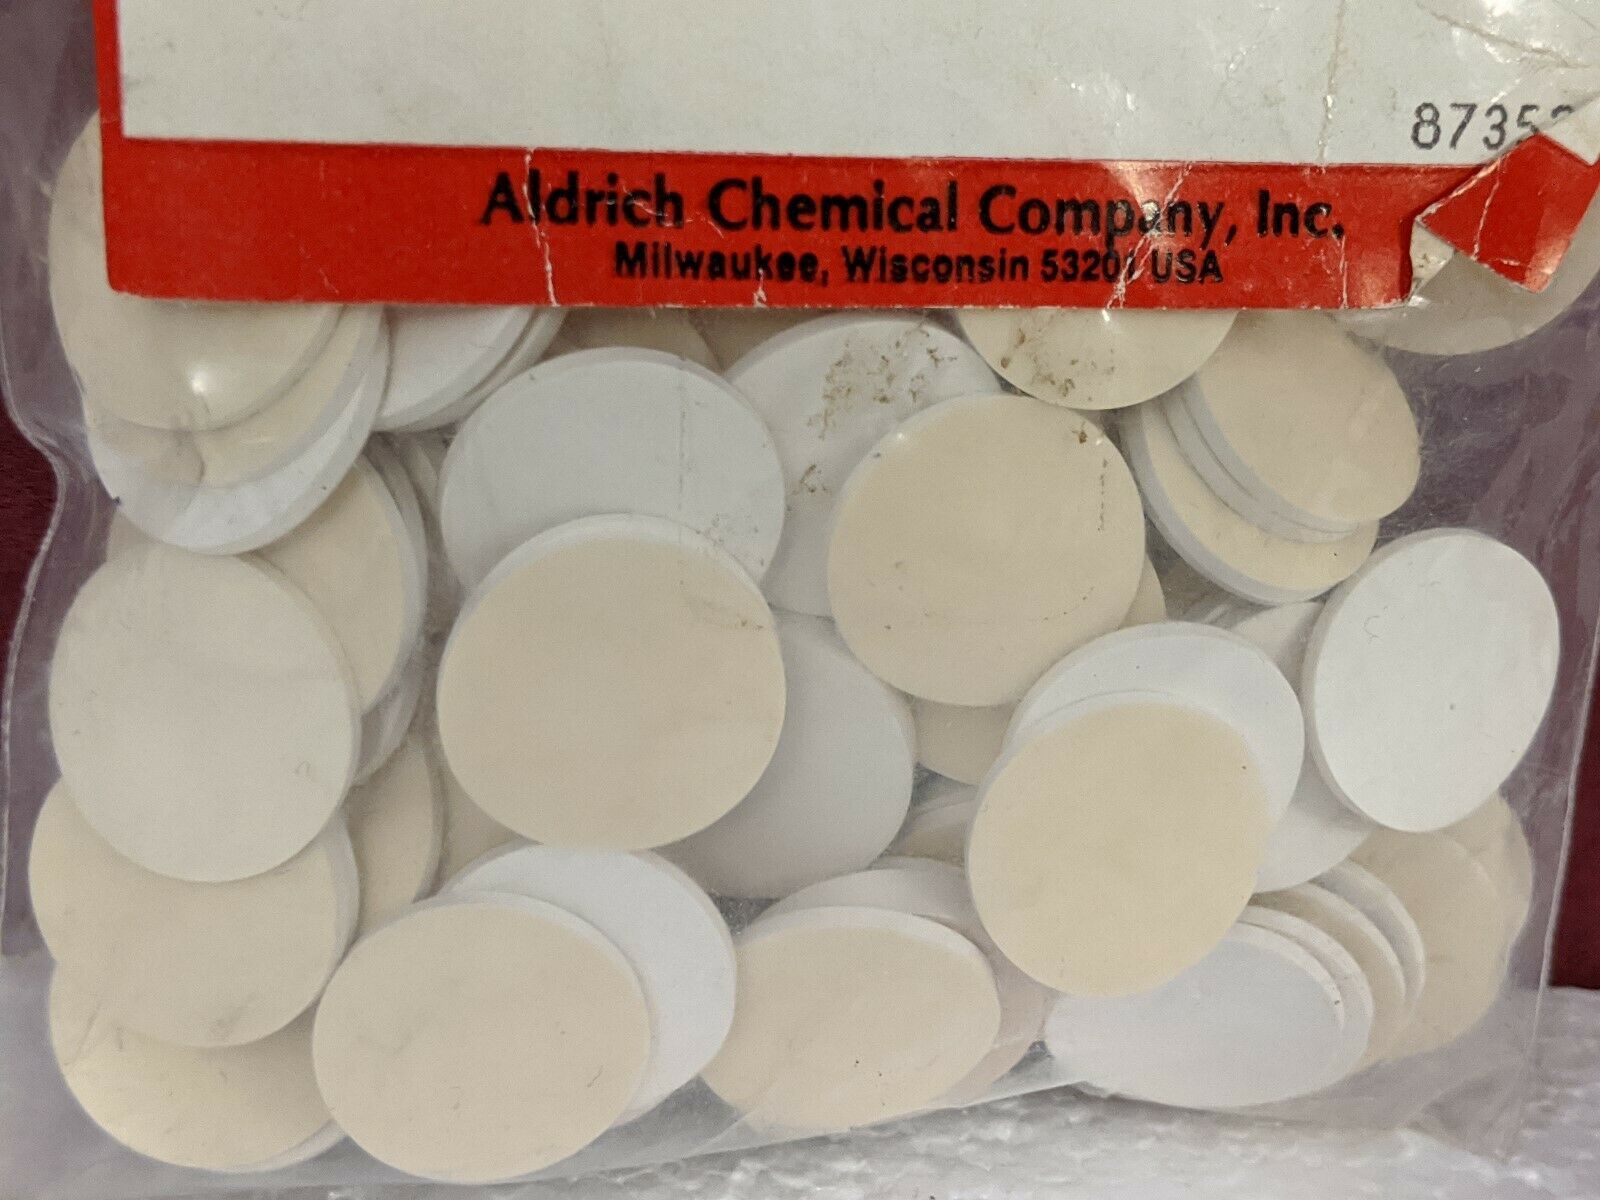 8735
Aldrich Chemical Company, Inc.
Milwaukee, Wisconsin 53201 USA